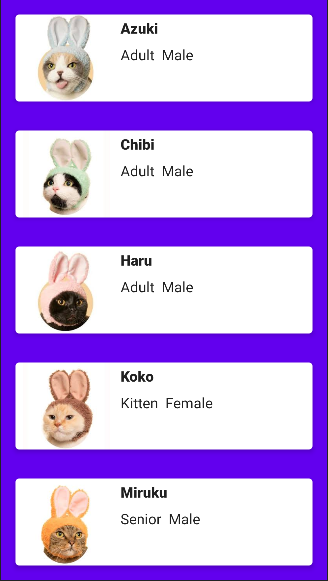 Azuki
Adult Male
Chibi
Adult Male
Haru
Adult Male
Koko
Kitten Female
Miruku
Senior Male